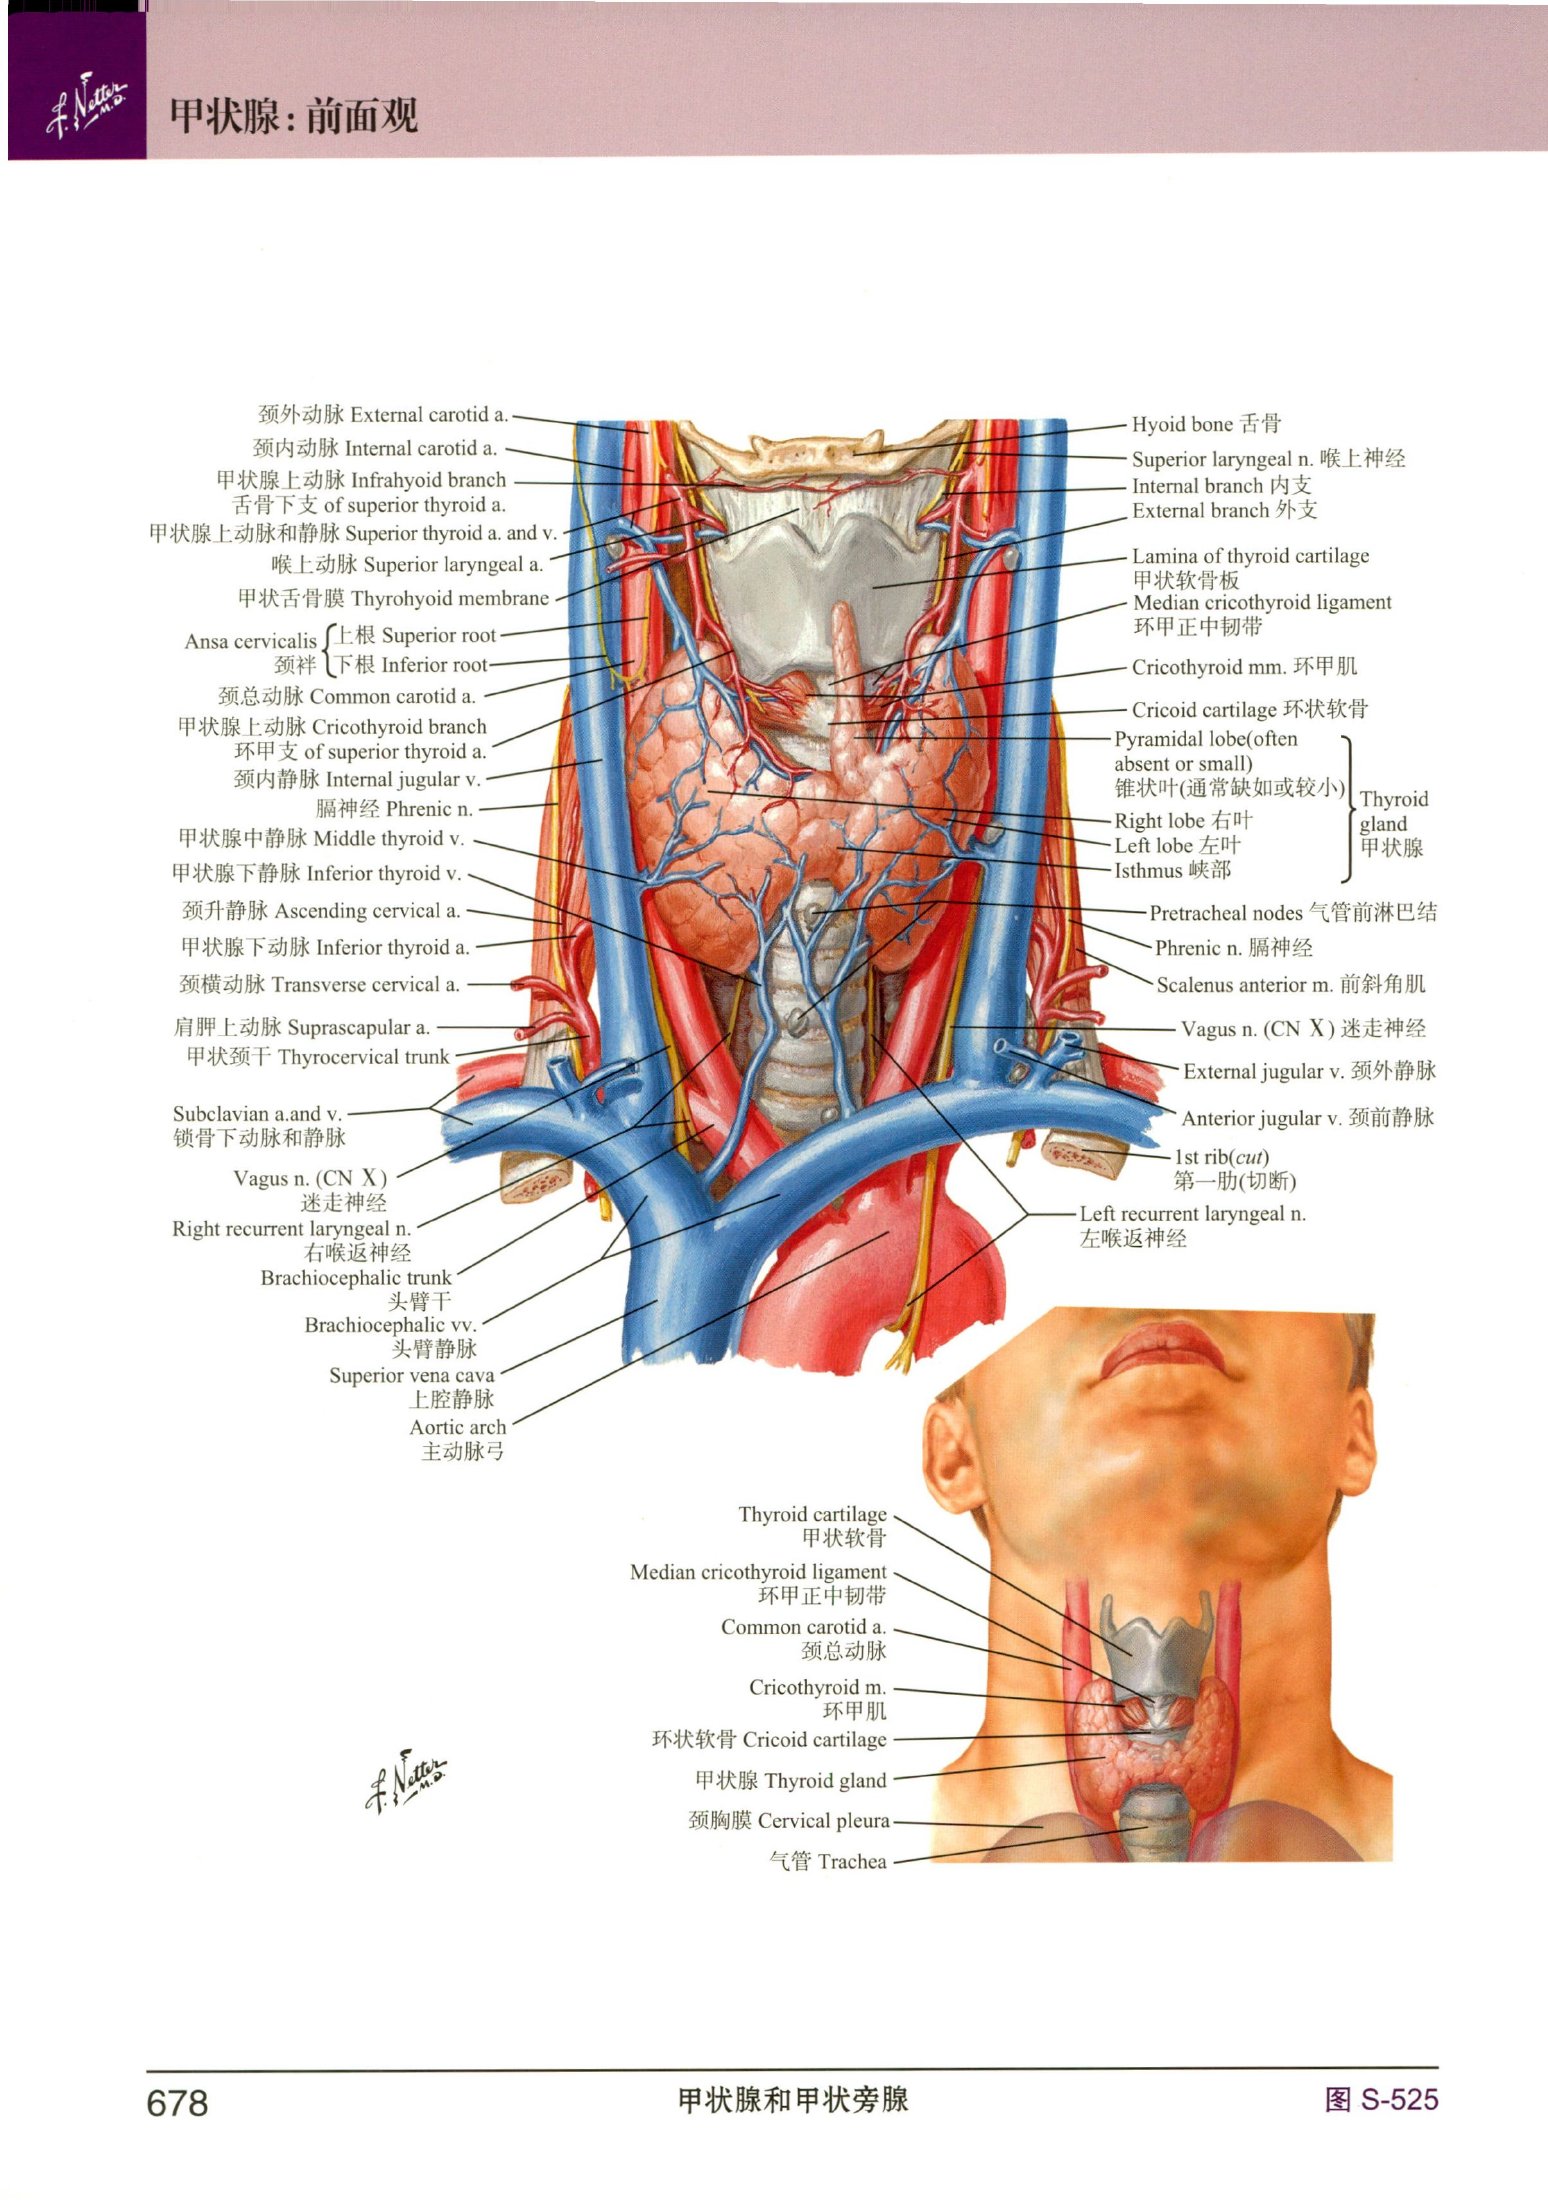 F. Netter M.D.
甲状腺：前面观
颈外动脉 External carotid a.
颈内动脉 Internal carotid a.
甲状腺上动脉 Infrahyoid branch
舌骨下支 of superior thyroid a.
甲状腺上动脉和静脉 Superior thyroid a. and v.
喉上动脉 Superior laryngeal a.
甲状舌骨膜 Thyrohyoid membrane
Ansa cervicalis
颈袢
上根 Superior root
下根 Inferior root
颈总动脉 Common carotid a.
甲状腺上动脉 Cricothyroid branch
环甲支 of superior thyroid a.
颈内静脉 Internal jugular v.
膈神经 Phrenic n.
甲状腺中静脉 Middle thyroid v.
甲状腺下静脉 Inferior thyroid v.
颈升静脉 Ascending cervical a.
甲状腺下动脉 Inferior thyroid a.
颈横动脉 Transverse cervical a.
肩胛上动脉 Suprascapular a.
甲状颈干 Thyrocervical trunk
Subclavian a.and v.
锁骨下动脉和静脉
Vagus n. (CN X)
迷走神经
Right recurrent laryngeal n.
右喉返神经
Brachiocephalic trunk
头臂干
Brachiocephalic vv.
头臂静脉
Superior vena cava
上腔静脉
Aortic arch
主动脉弓
Hyoid bone 舌骨
Superior laryngeal n. 喉上神经
Internal branch 内支
External branch 外支
Lamina of thyroid cartilage
甲状软骨板
Median cricothyroid ligament
环甲正中韧带
Cricothyroid mm. 环甲肌
Cricoid cartilage 环状软骨
Pyramidal lobe(often
absent or small)
锥状叶(通常缺如或较小)
Right lobe 右叶
Left lobe 左叶
Isthmus 峡部
Thyroid
gland
甲状腺
Pretracheal nodes 气管前淋巴结
Phrenic n. 膈神经
Scalenus anterior m. 前斜角肌
Vagus n. (CN X) 迷走神经
External jugular v. 颈外静脉
Anterior jugular v. 颈前静脉
1st rib(cut)
第一肋(切断)
Left recurrent laryngeal n.
左喉返神经
Thyroid cartilage
甲状软骨
Median cricothyroid ligament
环甲正中韧带
Common carotid a.
颈总动脉
Cricothyroid m.
环甲肌
环状软骨 Cricoid cartilage
甲状腺 Thyroid gland
颈胸膜 Cervical pleura
气管 Trachea
F. Netter M.D.
678
甲状腺和甲状旁腺
图 S-525